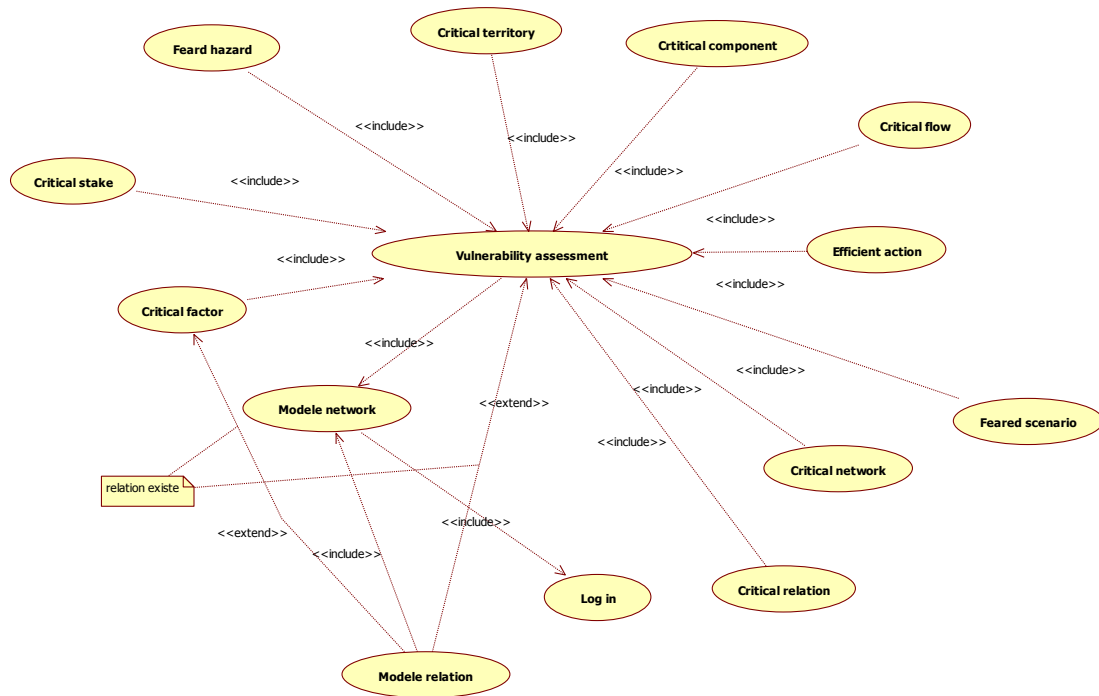 Critical territory
Feard hazard
Crtitical component
Critical flow
<<include>>
<<include>>
<<include>>
Critical stake
<<include>>
<<include>>
Vulnerability assessment
Efficient action
<<include>>
<<include>>
Critical factor
<<include>>
<<include>>
<<include>>
Modele network
<<extend>>
Feared scenario
<<include>>
Critical network
relation existe
<<include>>
<<extend>>
<<include>>
Critical relation
Log in
Modele relation